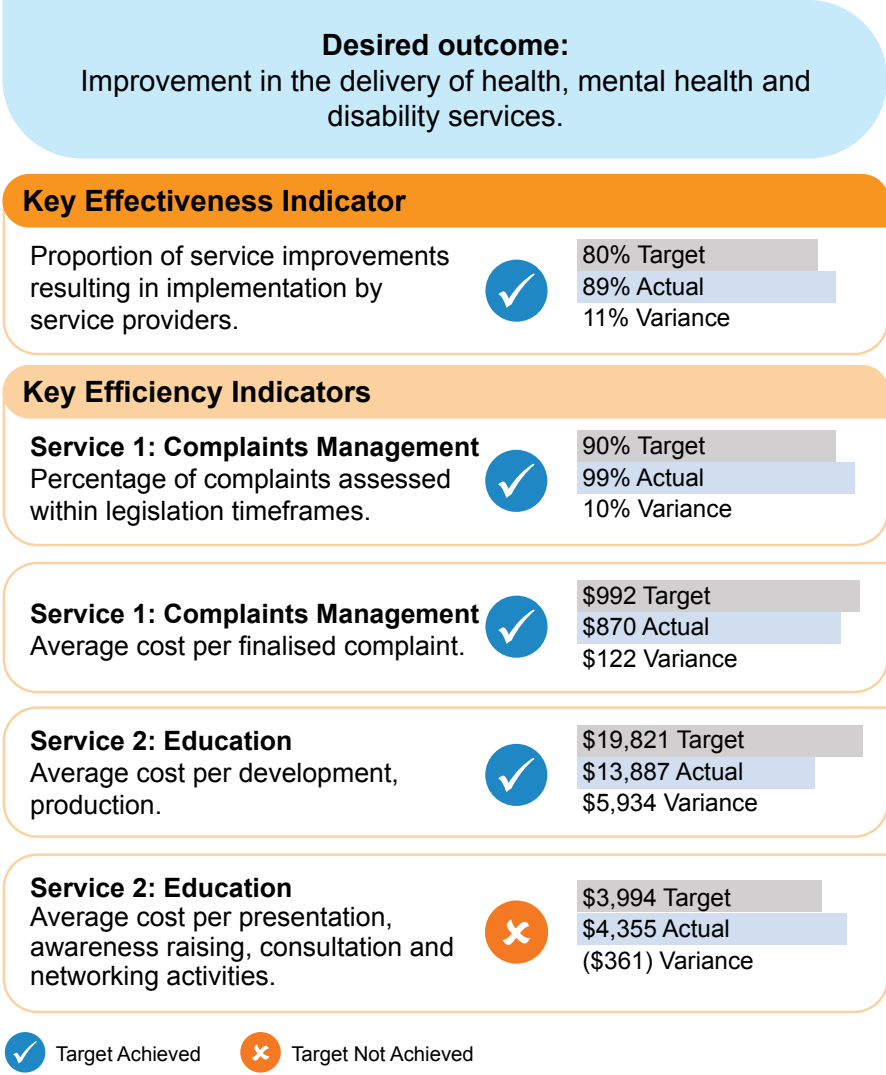 Desired outcome:
Improvement in the delivery of health, mental health and
disability services.
Key Effectiveness Indicator
Proportion of service improvements
resulting in implementation by
service providers.
80% Target
89% Actual
11% Variance
Key Efficiency Indicators
Service 1: Complaints Management
Percentage of complaints assessed
within legislation timeframes.
90% Target
99% Actual
10% Variance
Service 1: Complaints Management
Average cost per finalised complaint.
$992 Target
$870 Actual
$122 Variance
Service 2: Education
Average cost per development,
production.
$19,821 Target
$13,887 Actual
$5,934 Variance
Service 2: Education
Average cost per presentation,
awareness raising, consultation and
networking activities.
$3,994 Target
$4,355 Actual
($361) Variance
Target Achieved
Target Not Achieved